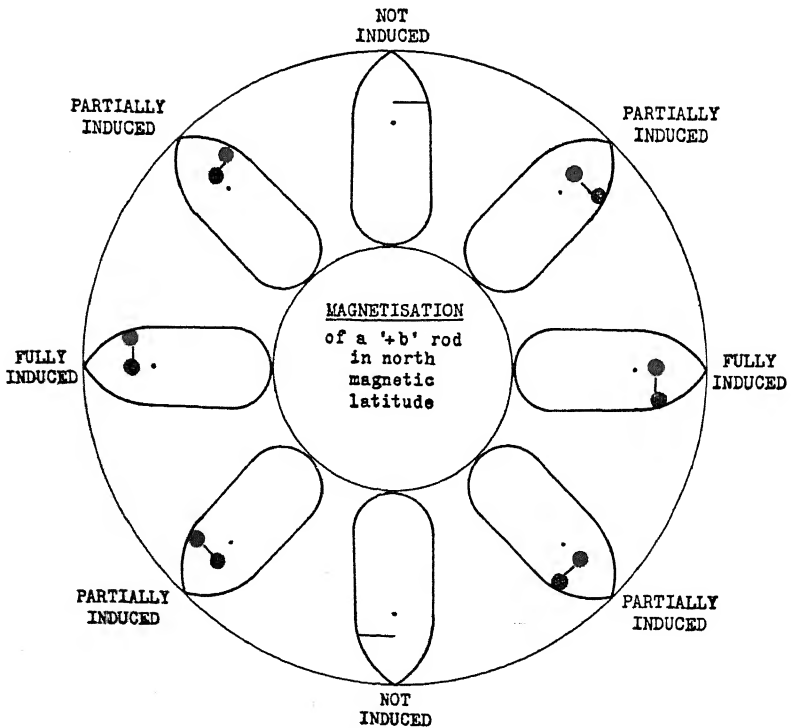 NOT
INDUCED
PARTIALLY
INDUCED
PARTIALLY
INDUCED
MAGNETISATION
of a '+b' rod
in north
magnetic
latitude
FULLY
INDUCED
FULLY
INDUCED
PARTIALLY
INDUCED
PARTIALLY
INDUCED
NOT
INDUCED